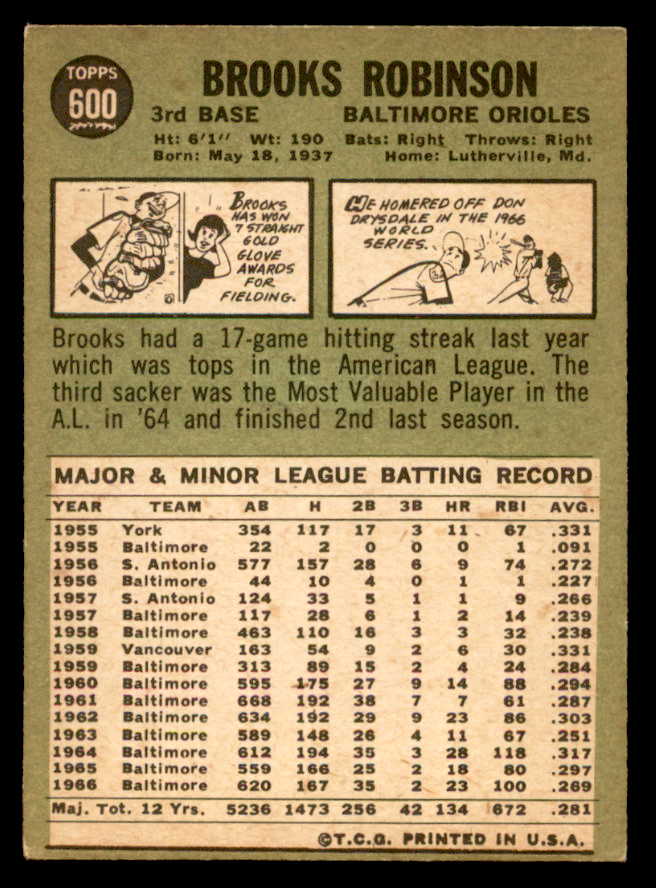 TOPPS
600
BROOKS ROBINSON
3rd BASE BALTIMORE ORIOLES
Ht: 6'1" Wt: 190 Bats: Right Throws: Right
Born: May 18, 1937 Home: Lutherville, Md.
BROOKS
HAS WON
7 STRAIGHT
GOLD
GLOVE
AWARDS
FOR
FIELDING.
HE HOMERED OFF DON
DRYSDALE IN THE 1966
WORLD
SERIES.
Brooks had a 17-game hitting streak last year
which was tops in the American League. The
third sacker was the Most Valuable Player in the
A.L. in '64 and finished 2nd last season.
MAJOR & MINOR LEAGUE BATTING RECORD
YEAR TEAM AB H 2B 3B HR RBI AVG.
1955 York 354 117 17 3 11 67 .331
1955 Baltimore 22 2 0 0 0 1 .091
1956 S. Antonio 577 157 28 6 9 74 .272
1956 Baltimore 44 10 4 0 1 1 .227
1957 S. Antonio 124 33 5 1 1 9 .266
1957 Baltimore 117 28 6 1 2 14 .239
1958 Baltimore 463 110 16 3 3 32 .238
1959 Vancouver 163 54 9 2 6 30 .331
1959 Baltimore 313 89 15 2 4 24 .284
1960 Baltimore 595 175 27 9 14 88 .294
1961 Baltimore 668 192 38 7 7 61 .287
1962 Baltimore 634 192 29 9 23 86 .303
1963 Baltimore 589 148 26 4 11 67 .251
1964 Baltimore 612 194 35 3 28 118 .317
1965 Baltimore 559 166 25 2 18 80 .297
1966 Baltimore 620 167 35 2 23 100 .269
Maj. Tot. 12 Yrs. 5236 1473 256 42 134 672 .281
©T.C.G. PRINTED IN U.S.A.